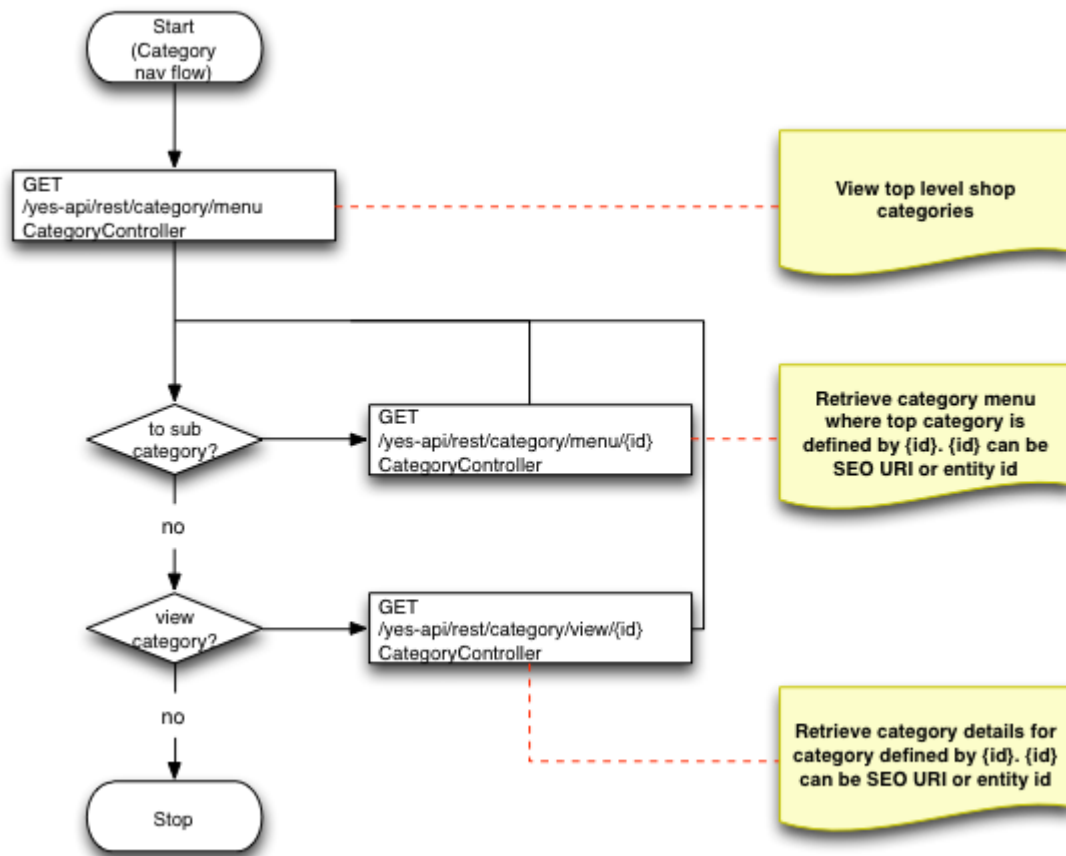 Start
(Category
nav flow)
GET
/yes-api/rest/category/menu
CategoryController
View top level shop
categories
to sub
category?
GET
/yes-api/rest/category/menu/{id}
CategoryController
Retrieve category menu
where top category is
defined by {id}. {id} can be
SEO URI or entity id
no
view
category?
GET
/yes-api/rest/category/view/{id}
CategoryController
no
Retrieve category details for
category defined by {id}. {id}
can be SEO URI or entity id
Stop